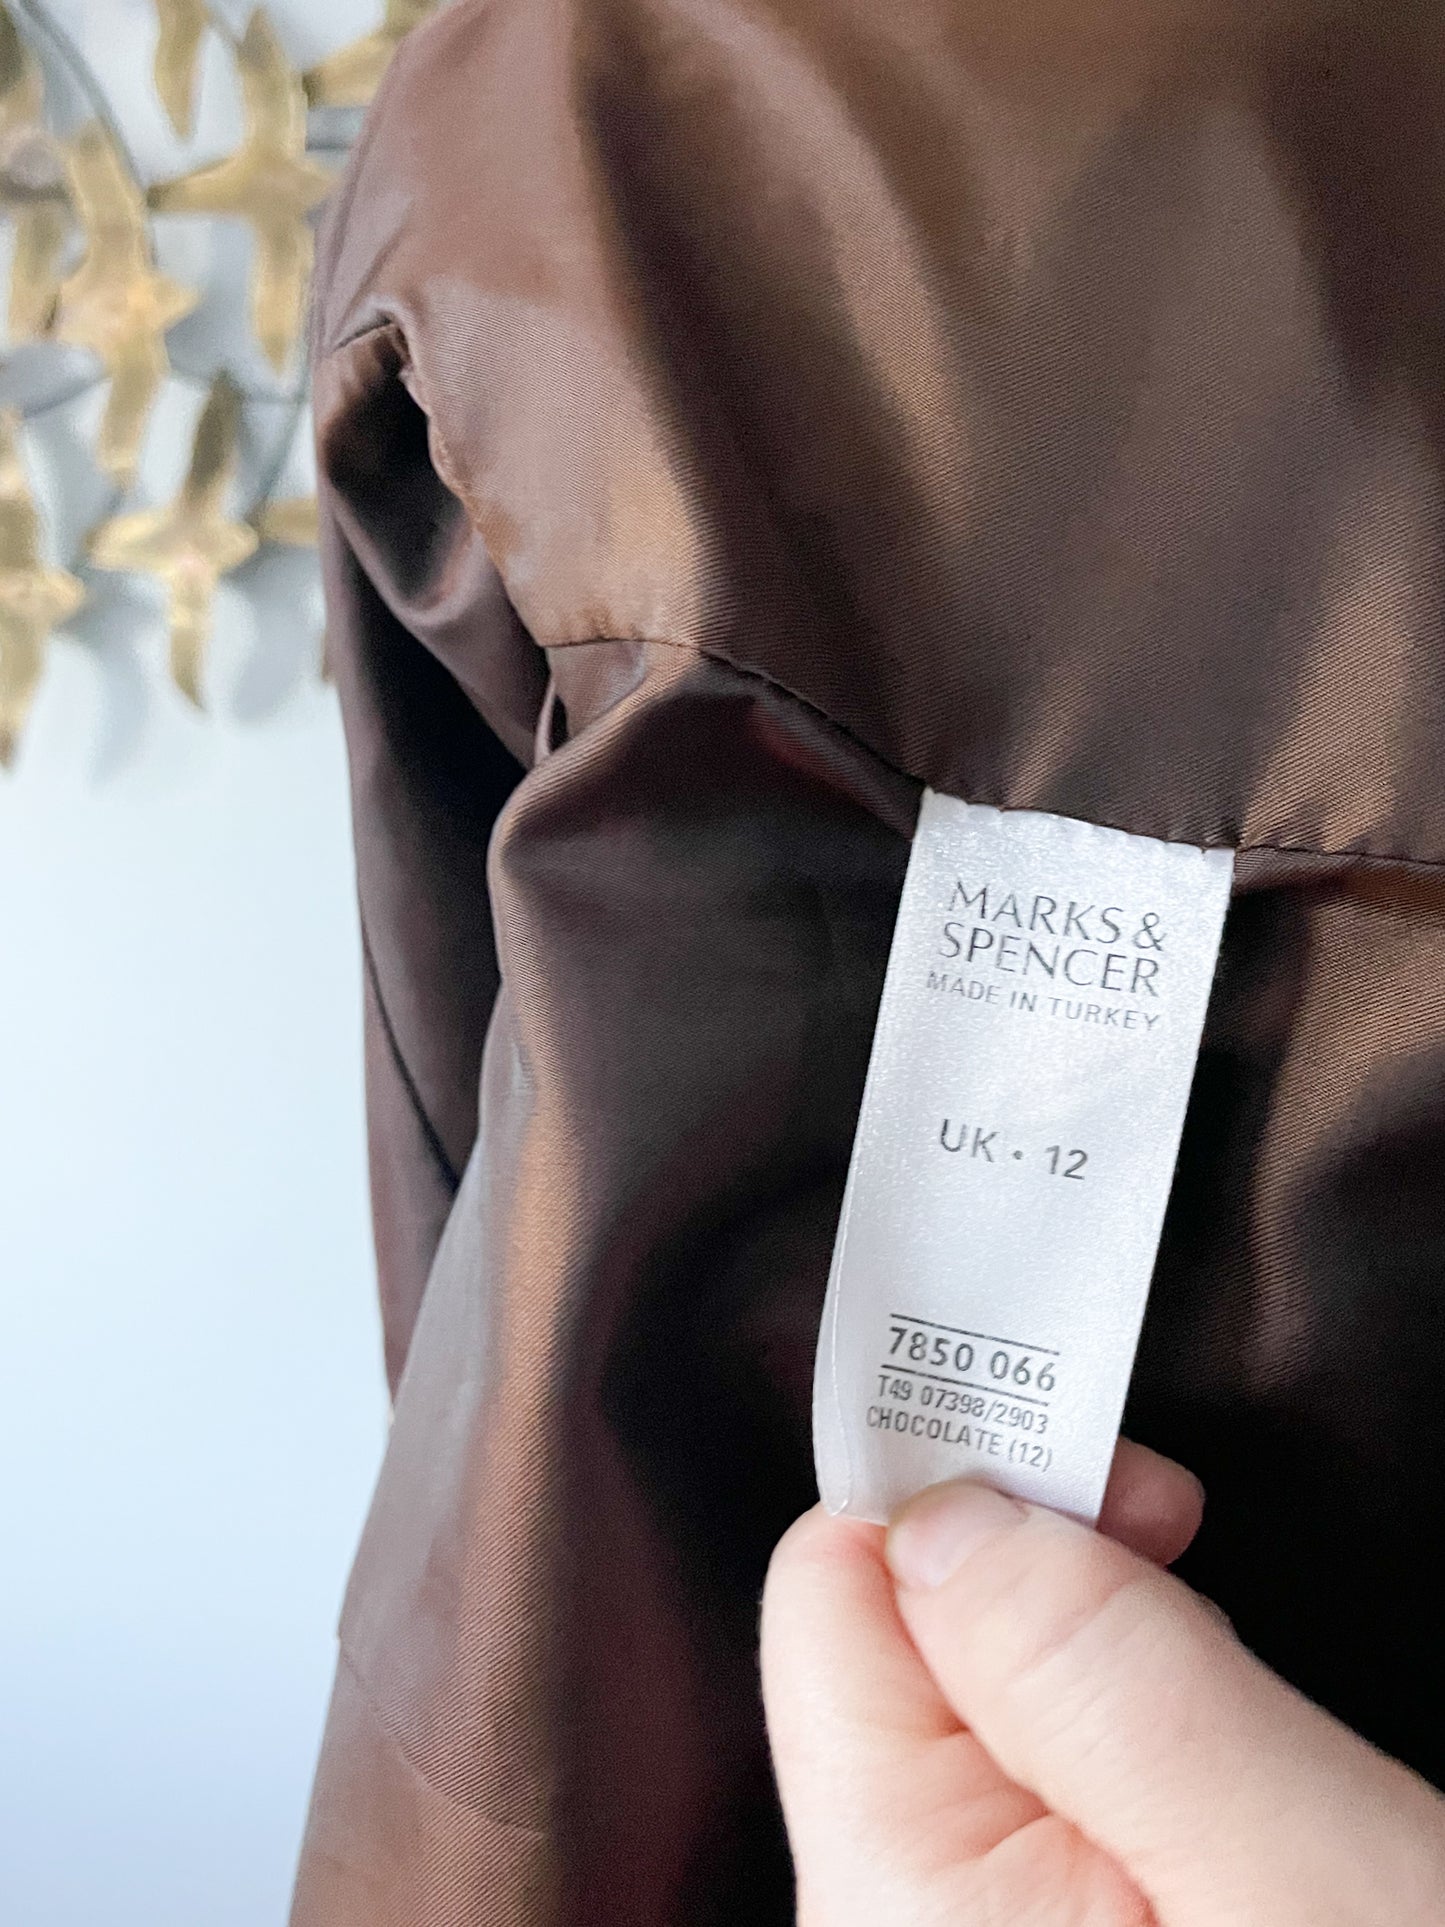 MARKS &
SPENCER
MADE IN TURKEY
UK • 12
7850 066
T49 07398/2903
CHOCOLATE (12)